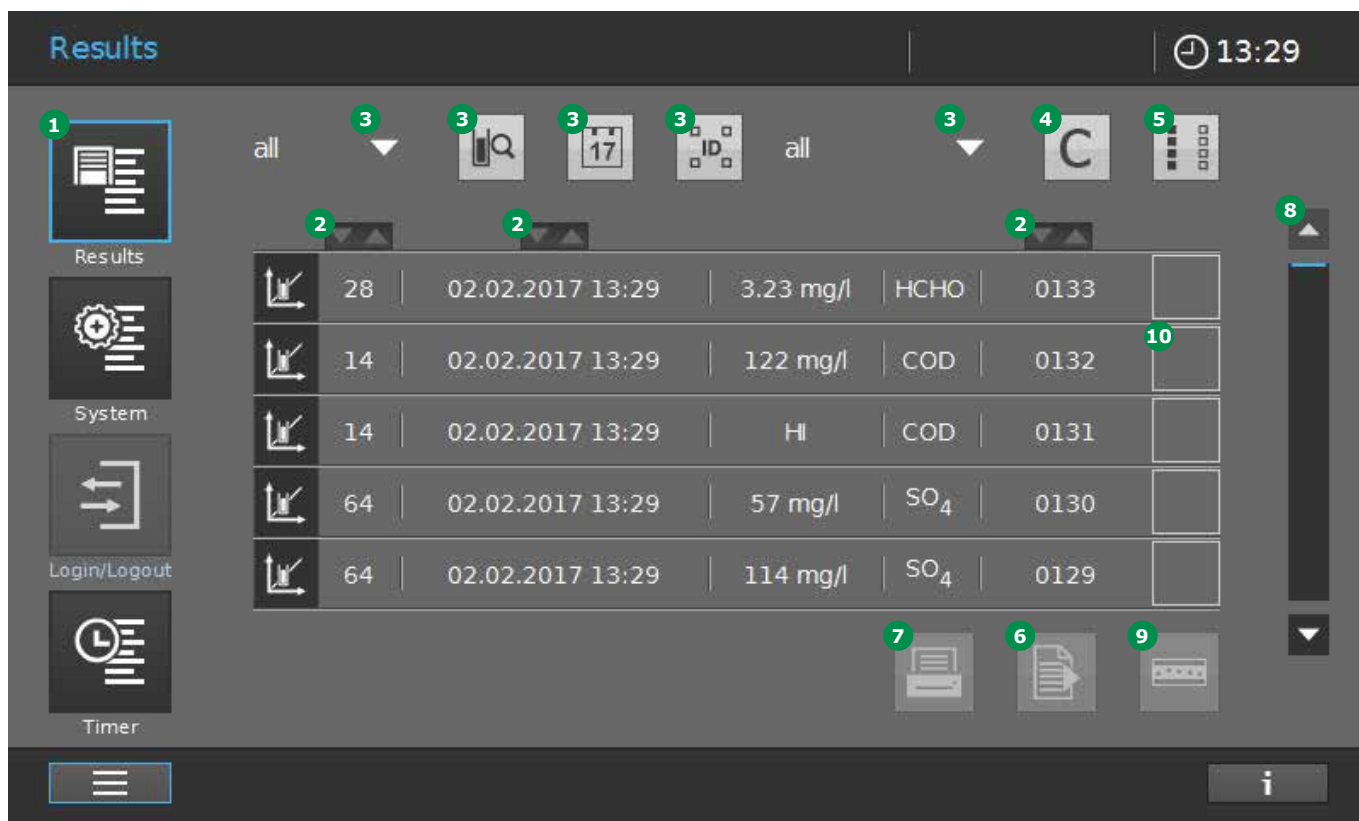 Results
13:29
1
3
3
3
3
3
4
5
all
17
ID
all
C
2
2
2
8
Results
28 02.02.2017 13:29 3.23 mg/l HCHO 0133
10
14 02.02.2017 13:29 122 mg/l COD 0132
System
14 02.02.2017 13:29 HI COD 0131
64 02.02.2017 13:29 57 mg/l SO₄ 0130
Login/Logout
64 02.02.2017 13:29 114 mg/l SO₄ 0129
7
6
9
Timer
i